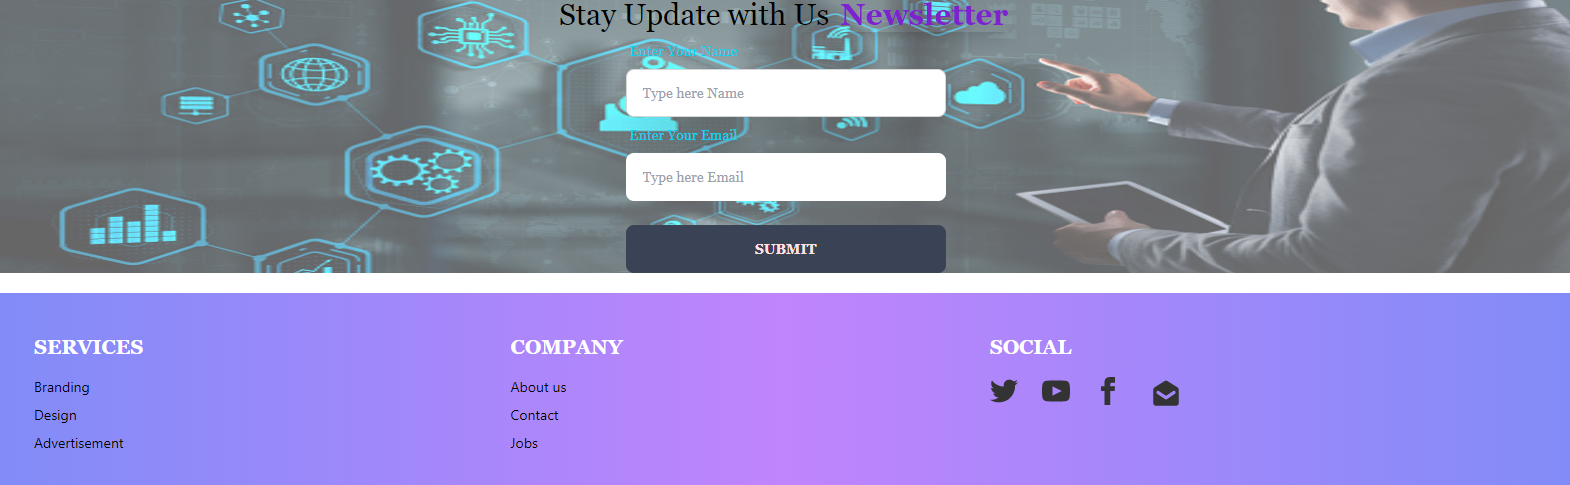 Stay Update with Us Newsletter
Enter Your Name
Type here Name
Enter Your Email
Type here Email
SUBMIT
SERVICES
Branding
Design
Advertisement
COMPANY
About us
Contact
Jobs
SOCIAL